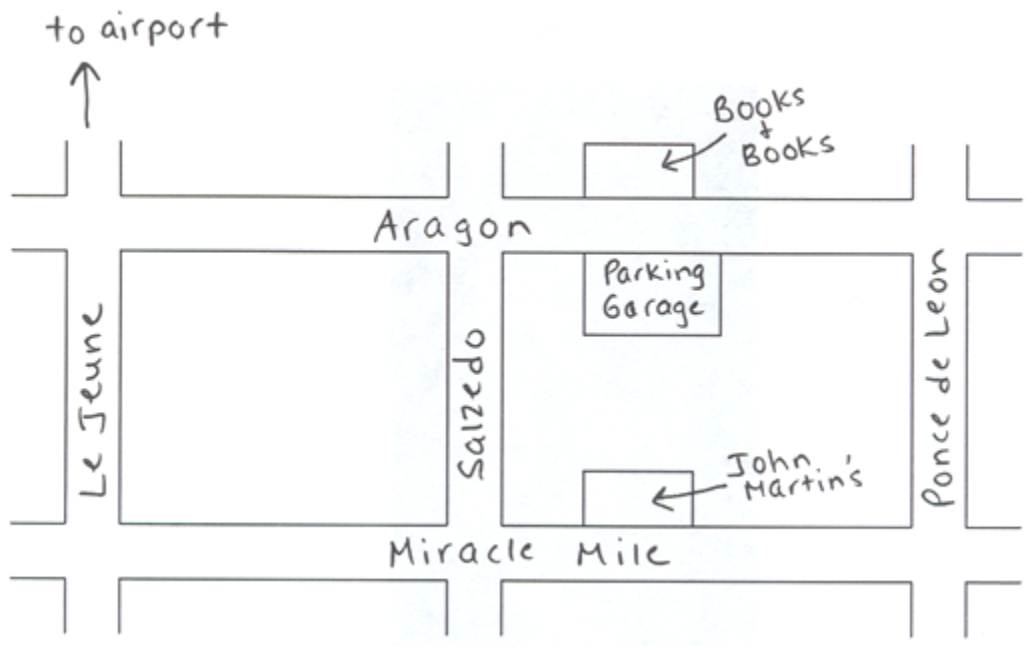 to airport
Books
+
Books
Aragon
Parking
Garage
Le Jeune
Salzedo
Ponce de Leon
John
Martin's
Miracle Mile